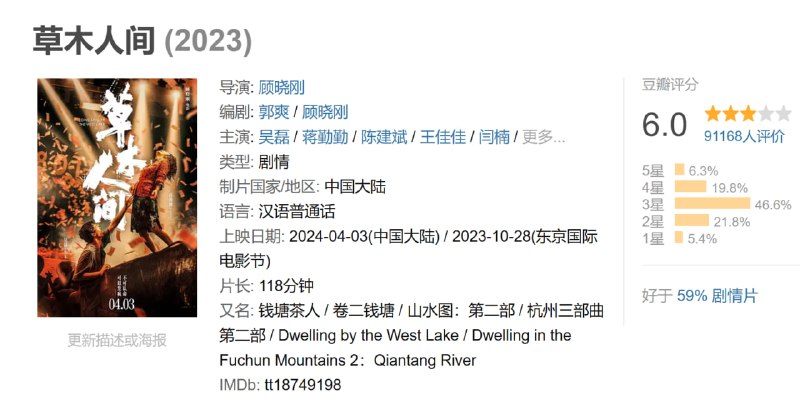 草木人间 (2023)
草木人间
04.03
更新描述或海报
导演: 顾晓刚
编剧: 郭爽 / 顾晓刚
主演: 吴磊 / 蒋勤勤 / 陈建斌 / 王佳佳 / 闫楠 / 更多...
类型: 剧情
制片国家/地区: 中国大陆
语言: 汉语普通话
上映日期: 2024-04-03(中国大陆) / 2023-10-28(东京国际
电影节)
片长: 118分钟
又名: 钱塘茶人 / 卷二钱塘 / 山水图：第二部 / 杭州三部曲
第二部 / Dwelling by the West Lake / Dwelling in the
Fuchun Mountains 2：Qiantang River
IMDb: tt18749198
豆瓣评分
6.0
91168人评价
5星 6.3%
4星 19.8%
3星 46.6%
2星 21.8%
1星 5.4%
好于 59% 剧情片